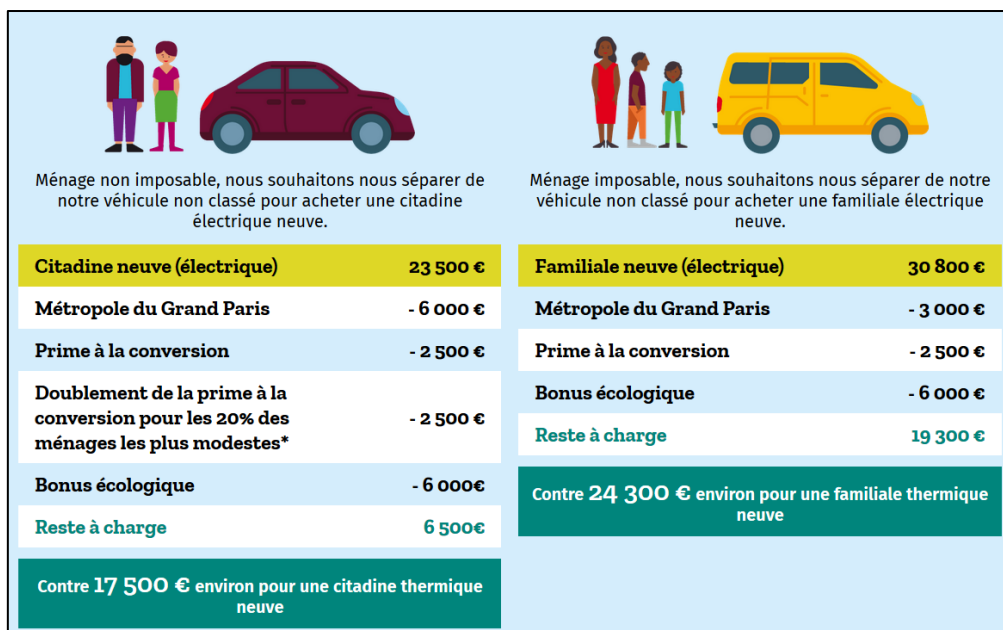 Ménage non imposable, nous souhaitons nous séparer de
notre véhicule non classé pour acheter une citadine
électrique neuve.
Citadine neuve (électrique) 23 500 €
Métropole du Grand Paris - 6 000 €
Prime à la conversion - 2 500 €
Doublement de la prime à la
conversion pour les 20% des - 2 500 €
ménages les plus modestes*
Bonus écologique - 6 000€
Reste à charge 6 500€
Contre 17 500 € environ pour une citadine thermique
neuve
Ménage imposable, nous souhaitons nous séparer de notre
véhicule non classé pour acheter une familiale électrique
neuve.
Familiale neuve (électrique) 30 800 €
Métropole du Grand Paris - 3 000 €
Prime à la conversion - 2 500 €
Bonus écologique - 6 000 €
Reste à charge 19 300 €
Contre 24 300 € environ pour une familiale thermique
neuve